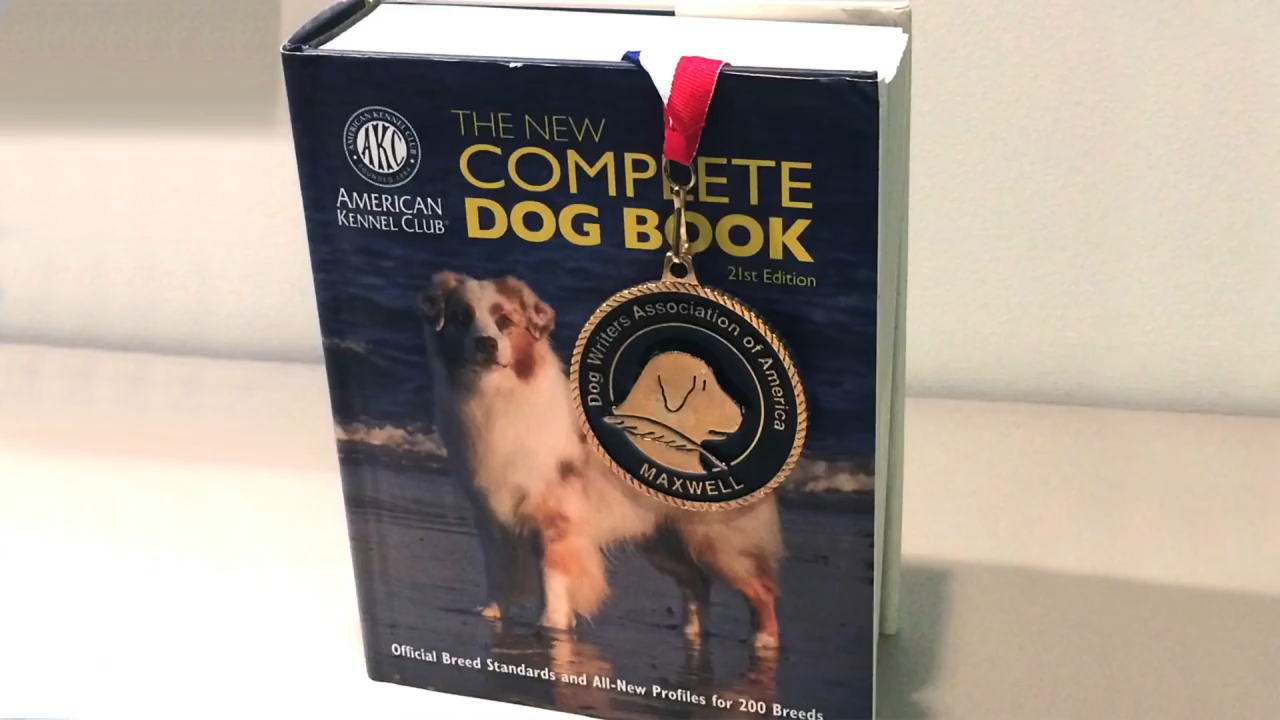 AMERICAN KENNEL CLUB
AKC
FOUNDED 1884
AMERICAN
KENNEL CLUB
THE NEW
COMPLETE
DOG BOOK
21st Edition
Dog Writers Association of America
MAXWELL
Official Breed Standards and All-New Profiles for 200 Breeds